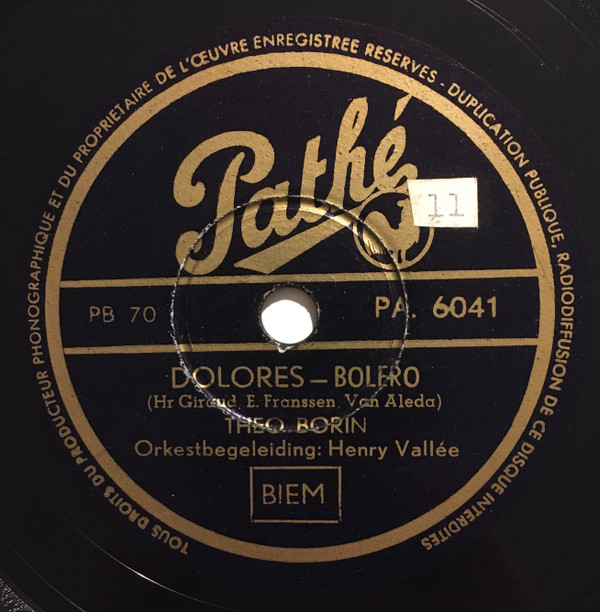 TOUS DROITS DU PRODUCTEUR PHONOGRAPHIQUE ET DU PROPRIETAIRE DE L'ŒUVRE ENREGISTREE RESERVES - DUPLICATION PUBLIQUE, RADIODIFFUSION DE CE DISQUE INTERDITES
Pathé
11
PB 70
PA. 6041
DOLORES – BOLERO
(Hr Giraud, E. Franssen, Van Aleda)
THEO BORIN
Orkestbegeleiding: Henry Vallée
BIEM